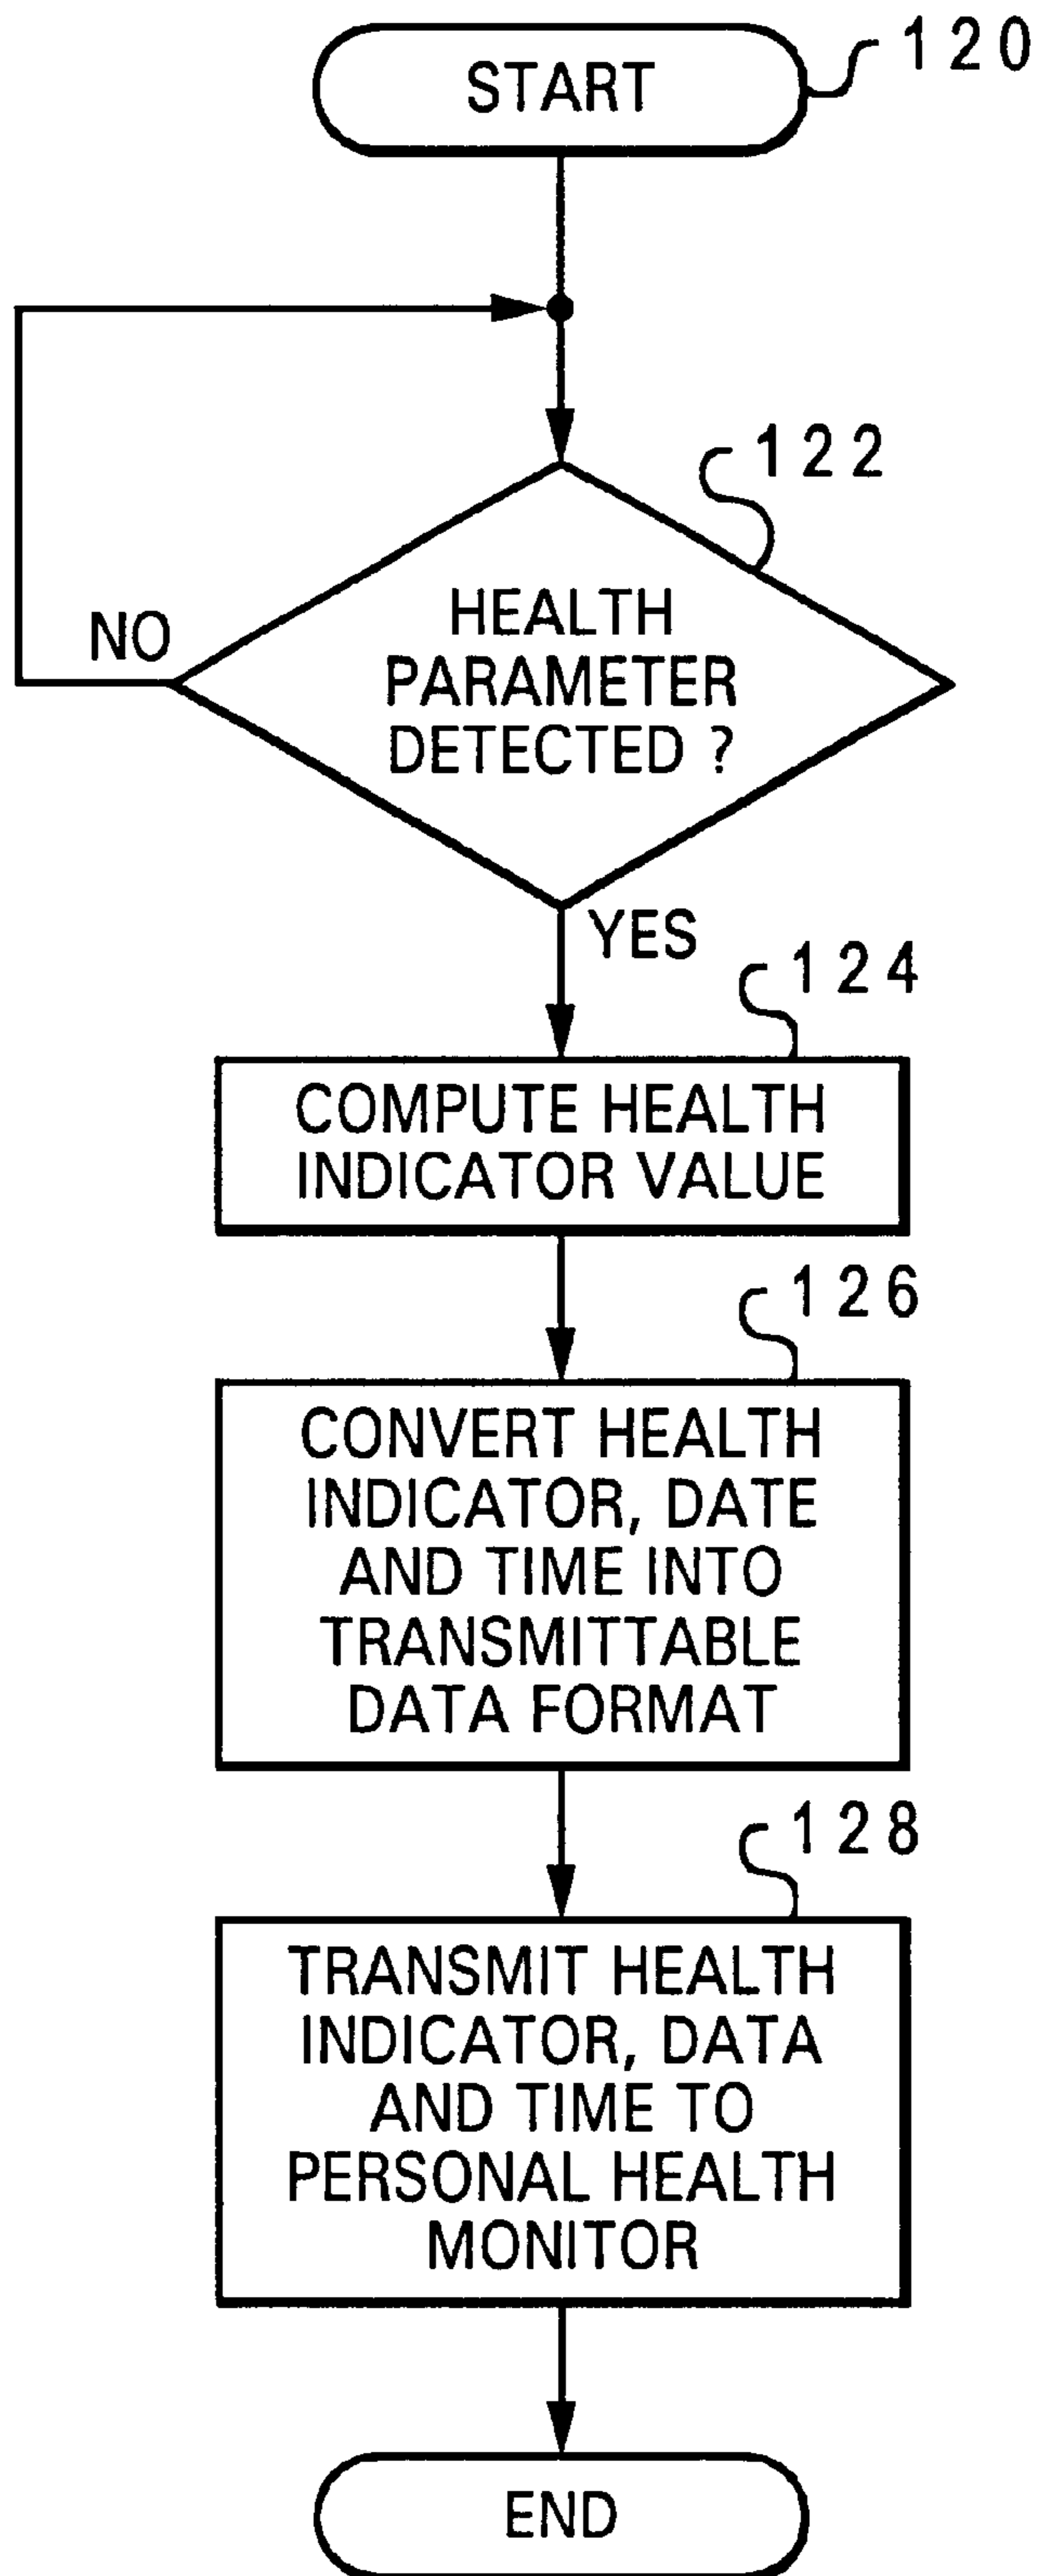 START
120
122
HEALTH
PARAMETER
DETECTED ?
NO
YES
124
COMPUTE HEALTH
INDICATOR VALUE
126
CONVERT HEALTH
INDICATOR, DATE
AND TIME INTO
TRANSMITTABLE
DATA FORMAT
128
TRANSMIT HEALTH
INDICATOR, DATA
AND TIME TO
PERSONAL HEALTH
MONITOR
END